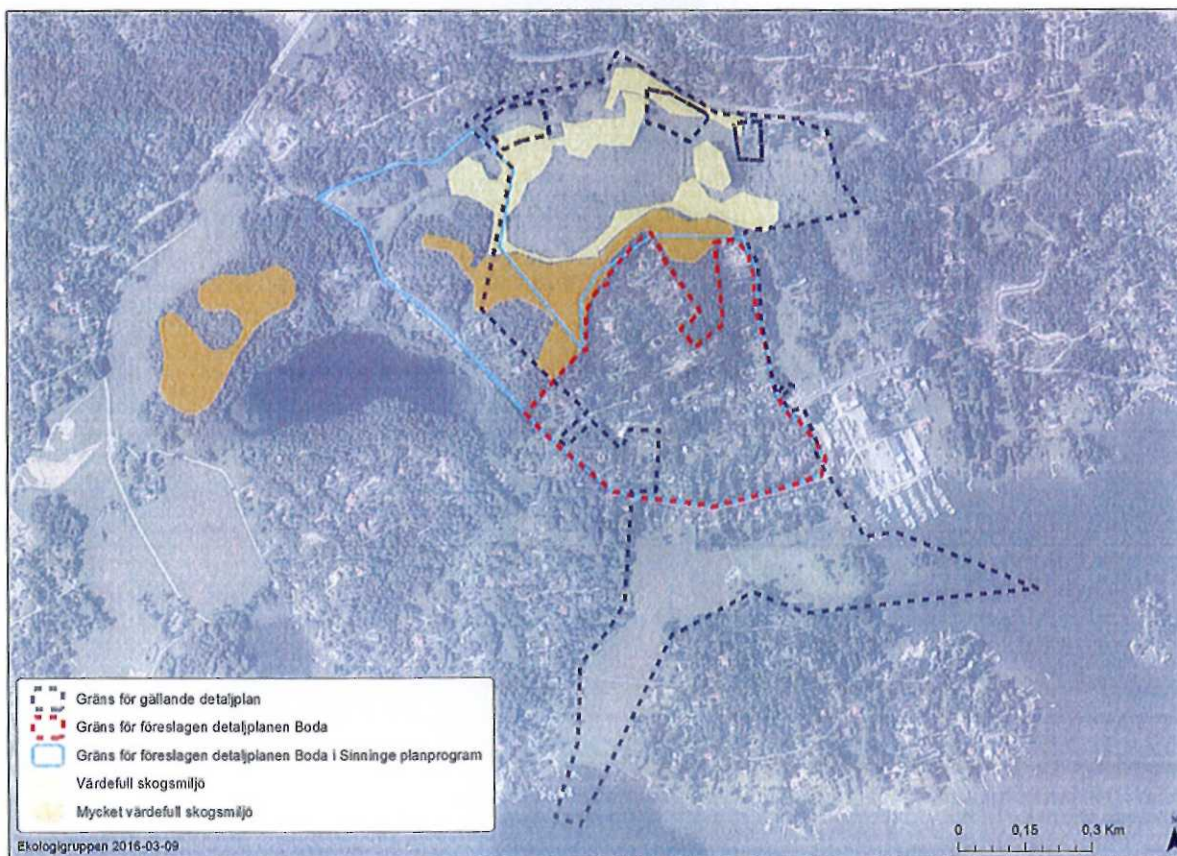 Gräns för gällande detaljplan
Gräns för föreslagen detaljplanen Boda
Gräns för föreslagen detaljplanen Boda i Sinninge planprogram
Värdefull skogsmiljö
Mycket värdefull skogsmiljö
Ekologigruppen 2016-03-09
0 0,15 0,3 Km